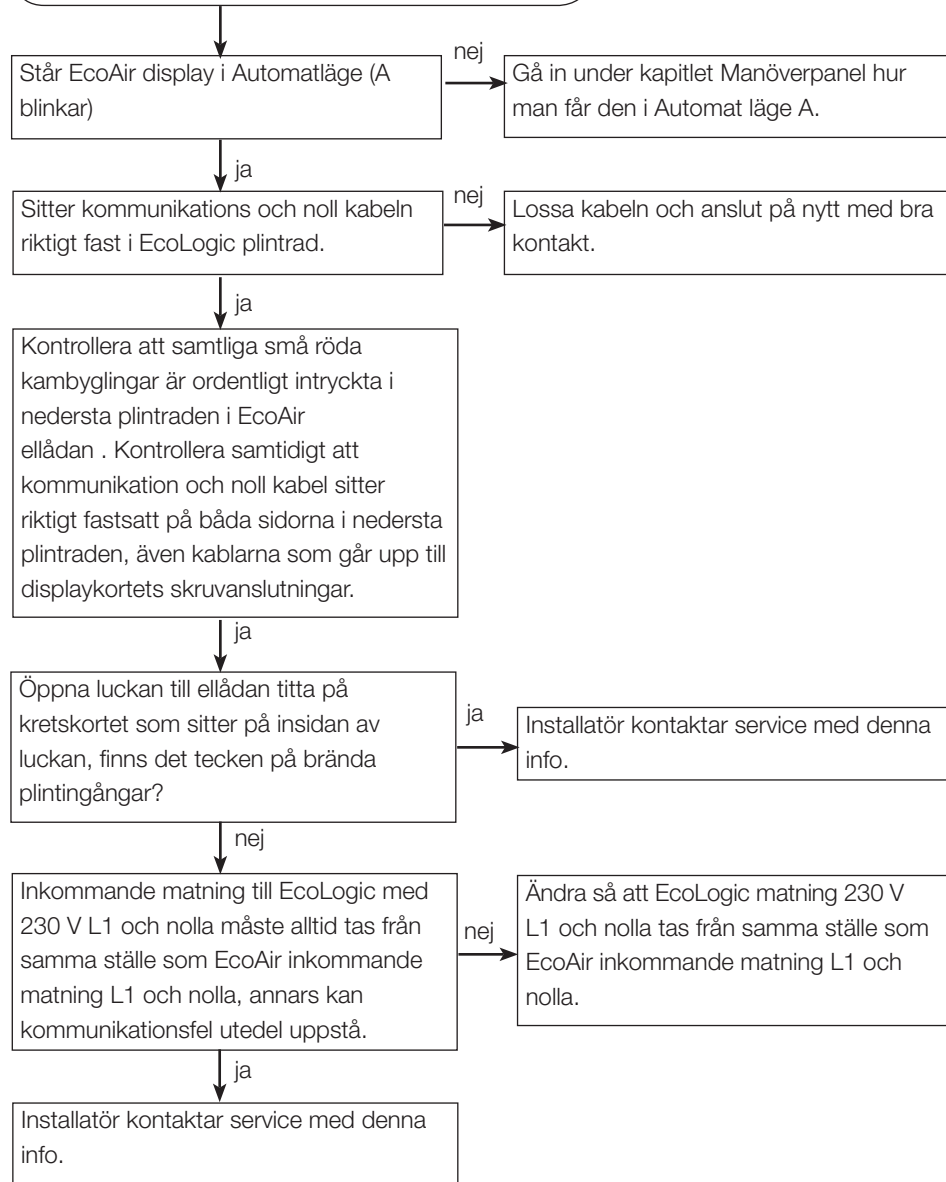 nej
Står EcoAir display i Automatläge (A
blinkar)
Gå in under kapitlet Manöverpanel hur
man får den i Automat läge A.
ja
nej
Sitter kommunikations och noll kabeln
riktigt fast i EcoLogic plintrad.
Lossa kabeln och anslut på nytt med bra
kontakt.
ja
Kontrollera att samtliga små röda
kambyglingar är ordentligt intryckta i
nedersta plintraden i EcoAir
ellådan . Kontrollera samtidigt att
kommunikation och noll kabel sitter
riktigt fastsatt på båda sidorna i nedersta
plintraden, även kablarna som går upp till
displaykortets skruvanslutningar.
ja
Öppna luckan till ellådan titta på
kretskortet som sitter på insidan av
luckan, finns det tecken på brända
plintingångar?
ja
Installatör kontaktar service med denna
info.
nej
Inkommande matning till EcoLogic med
230 V L1 och nolla måste alltid tas från
samma ställe som EcoAir inkommande
matning L1 och nolla, annars kan
kommunikationsfel utedel uppstå.
nej
Ändra så att EcoLogic matning 230 V
L1 och nolla tas från samma ställe som
EcoAir inkommande matning L1 och
nolla.
ja
Installatör kontaktar service med denna
info.